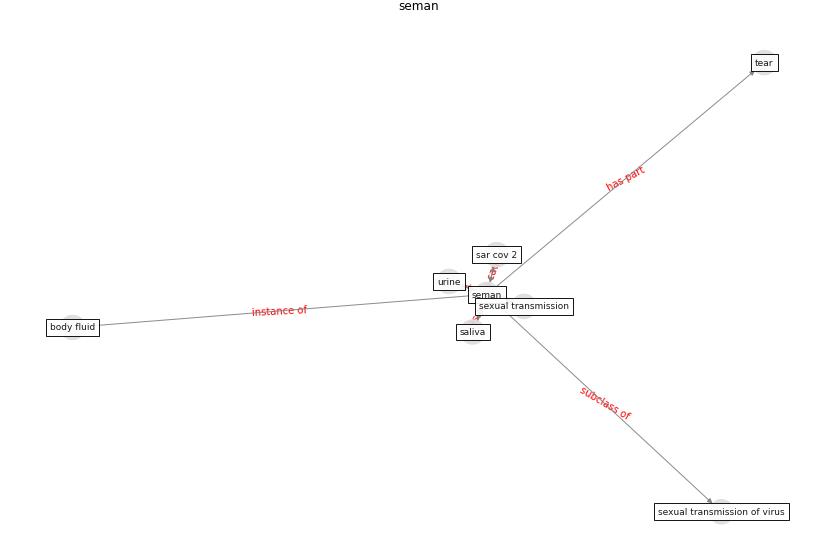 seman
tear
has part
sar cov 2
urine
seman
sexual transmission
instance of
body fluid
saliva
subclass of
sexual transmission of virus